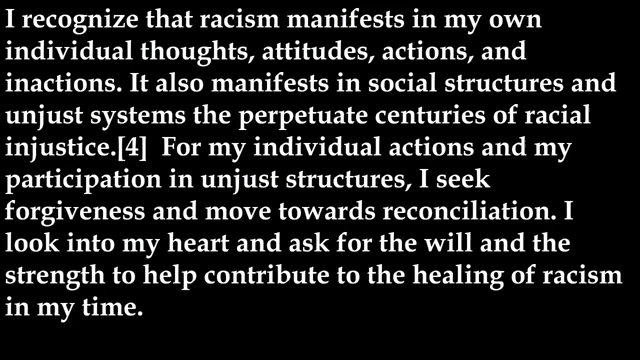 I recognize that racism manifests in my own
individual thoughts, attitudes, actions, and
inactions. It also manifests in social structures and
unjust systems the perpetuate centuries of racial
injustice.[4]  For my individual actions and my
participation in unjust structures, I seek
forgiveness and move towards reconciliation. I
look into my heart and ask for the will and the
strength to help contribute to the healing of racism
in my time.